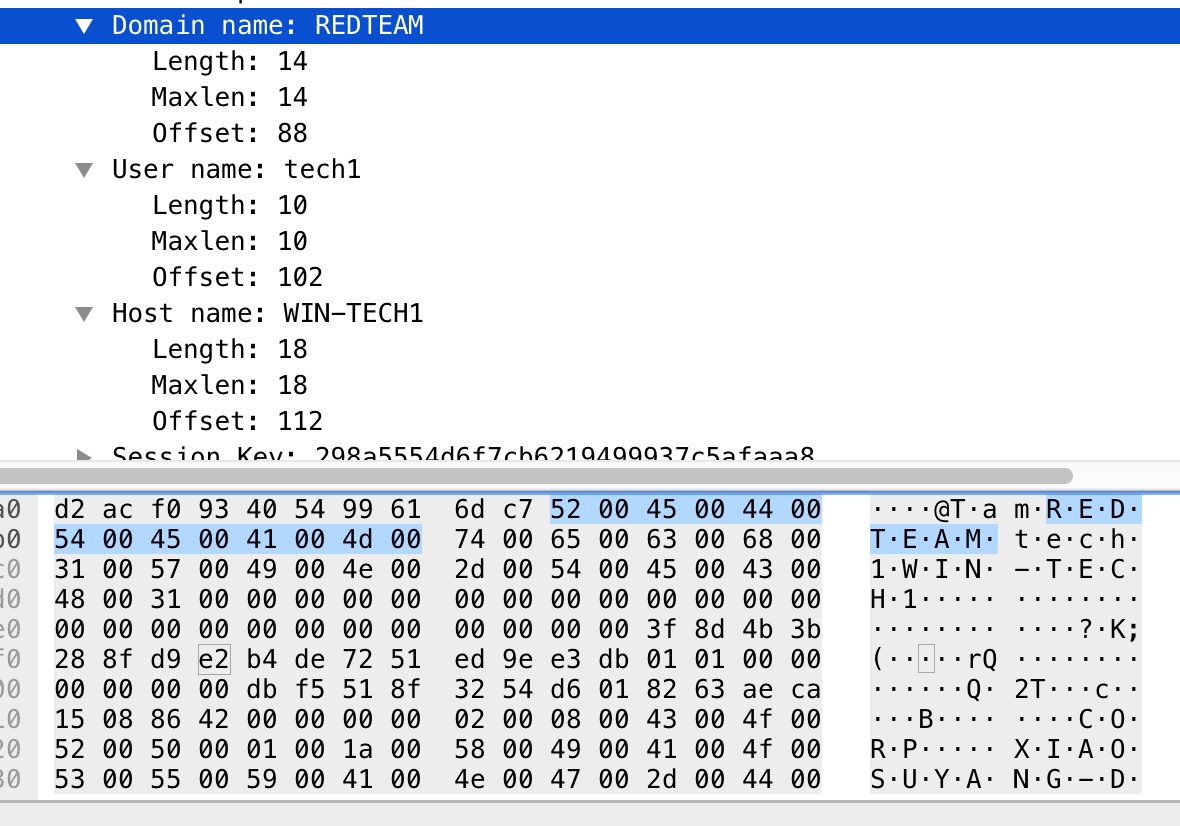 Domain name: REDTEAM
Length: 14
Maxlen: 14
Offset: 88
User name: tech1
Length: 10
Maxlen: 10
Offset: 102
Host name: WIN-TECH1
Length: 18
Maxlen: 18
Offset: 112
Session Key: 298a5554d6f7cb6219499937c5afaaa8
a0 d2 ac f0 93 40 54 99 61 6d c7 52 00 45 00 44 00 ····@T·a m·R·E·D·
b0 54 00 45 00 41 00 4d 00 74 00 65 00 63 00 68 00 T·E·A·M· t·e·c·h·
c0 31 00 57 00 49 00 4e 00 2d 00 54 00 45 00 43 00 1·W·I·N· -·T·E·C·
d0 48 00 31 00 00 00 00 00 00 00 00 00 00 00 00 00 H·1····· ········
e0 00 00 00 00 00 00 00 00 00 00 00 00 3f 8d 4b 3b ········ ····?·K;
f0 28 8f d9 e2 b4 de 72 51 ed 9e e3 db 01 01 00 00 (·····rQ ········
00 00 00 00 00 db f5 51 8f 32 54 d6 01 82 63 ae ca ······Q· 2T···c··
10 15 08 86 42 00 00 00 00 02 00 08 00 43 00 4f 00 ···B···· ····C·O·
20 52 00 50 00 01 00 1a 00 58 00 49 00 41 00 4f 00 R·P····· X·I·A·O·
30 53 00 55 00 59 00 41 00 4e 00 47 00 2d 00 44 00 S·U·Y·A· N·G·-·D·